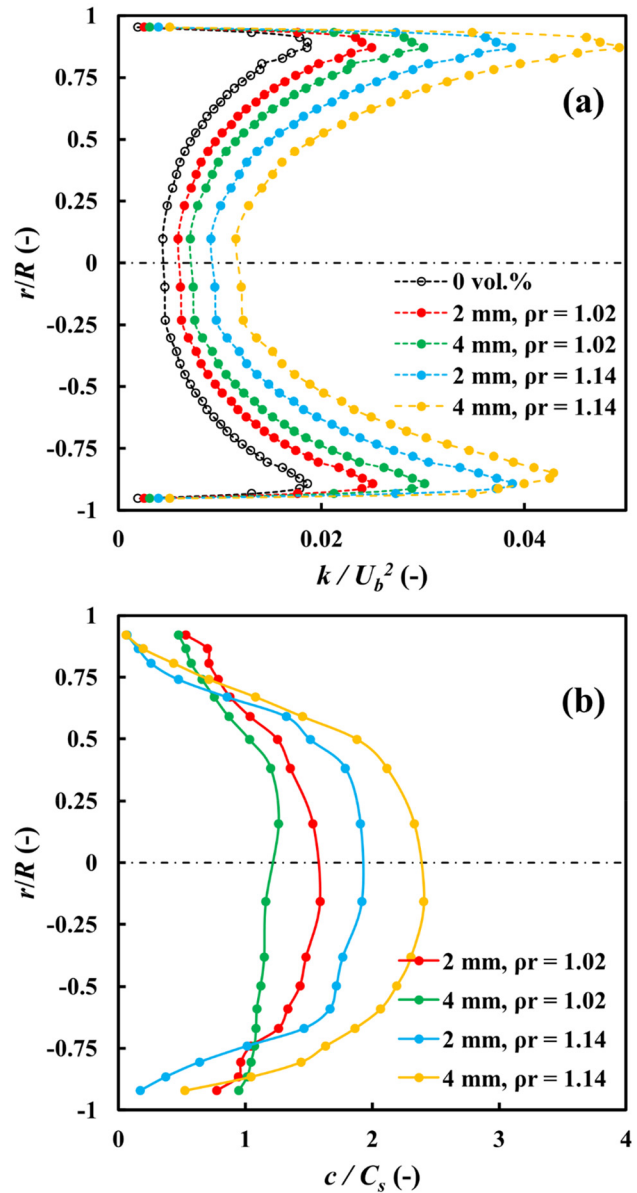 1
0.75
0.5
0.25
0
-0.25
-0.5
-0.75
-1
r/R (-)
(a)
0 vol.%
2 mm, ρr = 1.02
4 mm, ρr = 1.02
2 mm, ρr = 1.14
4 mm, ρr = 1.14
0 0.02 0.04
k / U_b^2 (-)
1
0.75
0.5
0.25
0
-0.25
-0.5
-0.75
-1
r/R (-)
(b)
2 mm, ρr = 1.02
4 mm, ρr = 1.02
2 mm, ρr = 1.14
4 mm, ρr = 1.14
0 1 2 3 4
c / C_s (-)